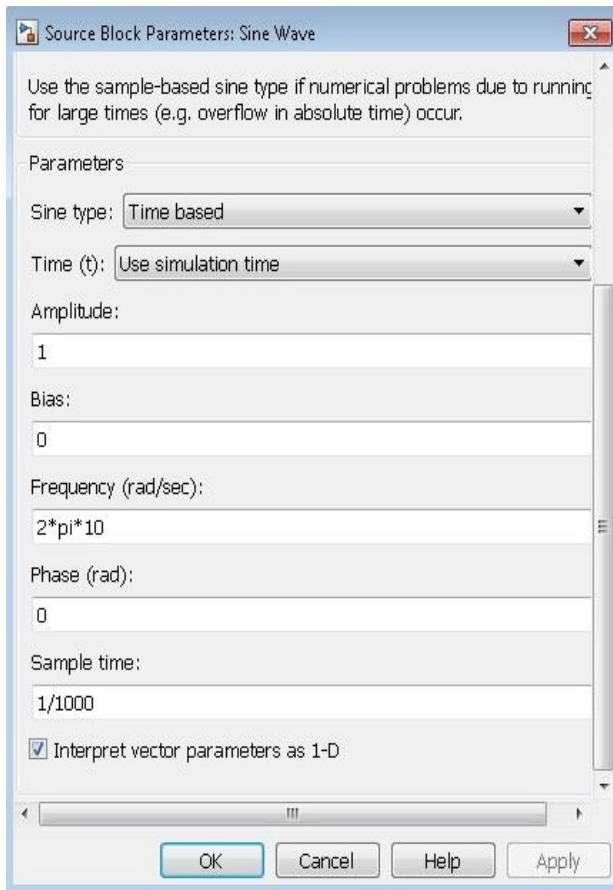 Source Block Parameters: Sine Wave
Use the sample-based sine type if numerical problems due to running
for large times (e.g. overflow in absolute time) occur.
Parameters
Sine type: Time based
Time (t): Use simulation time
Amplitude:
1
Bias:
0
Frequency (rad/sec):
2*pi*10
Phase (rad):
0
Sample time:
1/1000
Interpret vector parameters as 1-D
OK Cancel Help Apply